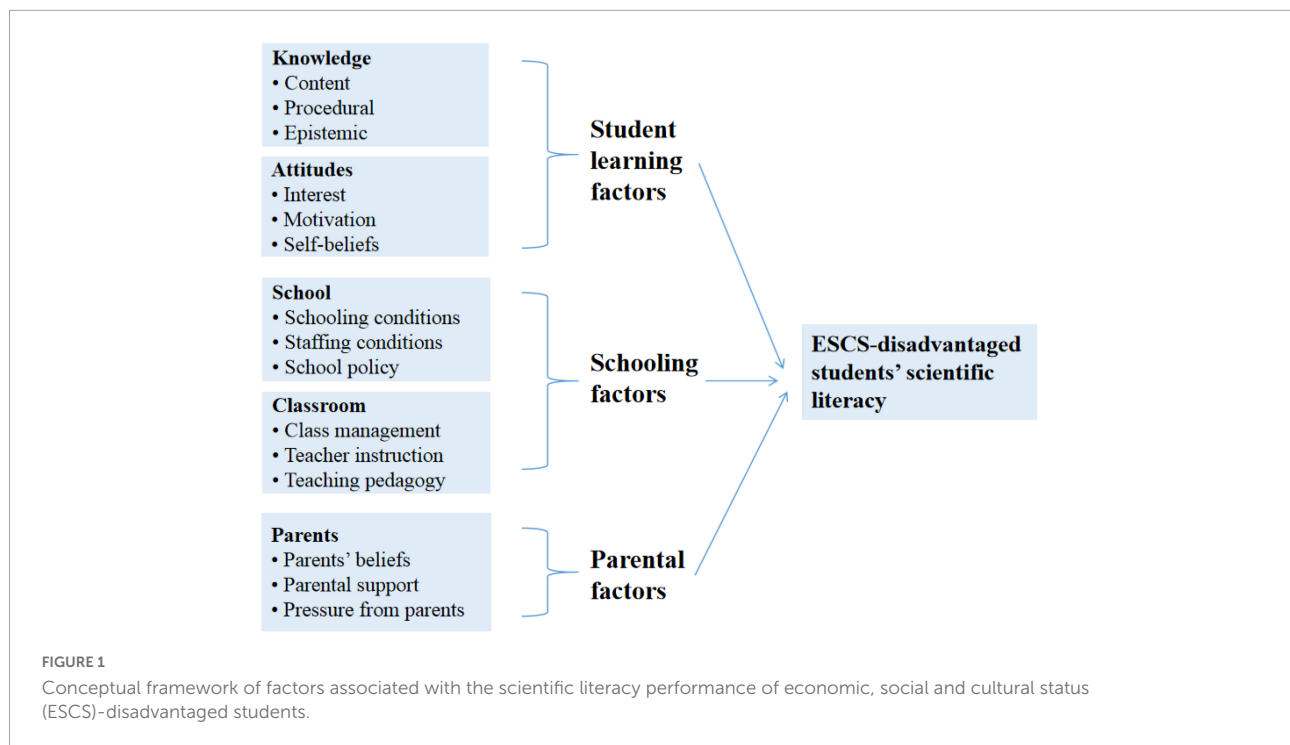 Knowledge
• Content
• Procedural
• Epistemic
Attitudes
• Interest
• Motivation
• Self-beliefs
Student
learning
factors
School
• Schooling conditions
• Staffing conditions
• School policy
Classroom
• Class management
• Teacher instruction
• Teaching pedagogy
Schooling
factors
Parents
• Parents’ beliefs
• Parental support
• Pressure from parents
Parental
factors
ESCS-disadvantaged
students’ scientific
literacy
FIGURE 1
Conceptual framework of factors associated with the scientific literacy performance of economic, social and cultural status
(ESCS)-disadvantaged students.